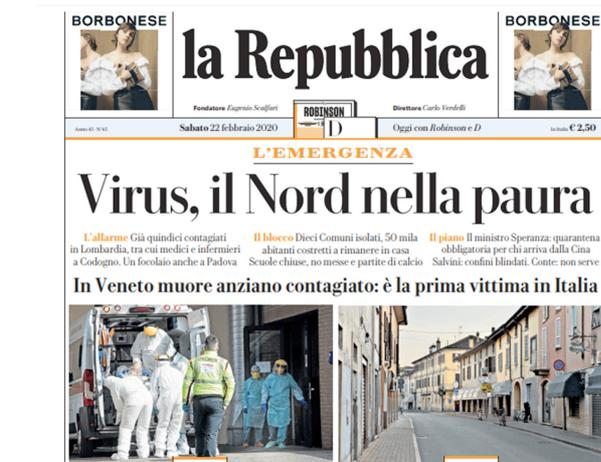 BORBONESE
la Repubblica
BORBONESE
Fondatore Eugenio Scalfari
ROBINSON
Direttore Carlo Verdelli
Anno 45 - N°45
Sabato 22 febbraio 2020
D
Oggi con Robinson e D
In Italia € 2,50
L'EMERGENZA
Virus, il Nord nella paura
L'allarme Già quindici contagiati
in Lombardia, tra cui medici e infermieri
a Codogno. Un focolaio anche a Padova
Il blocco Dieci Comuni isolati, 50 mila
abitanti costretti a rimanere in casa
Scuole chiuse, no messe e partite di calcio
Il piano Il ministro Speranza: quarantena
obbligatoria per chi arriva dalla Cina
Salvini: confini blindati. Conte: non serve
In Veneto muore anziano contagiato: è la prima vittima in Italia